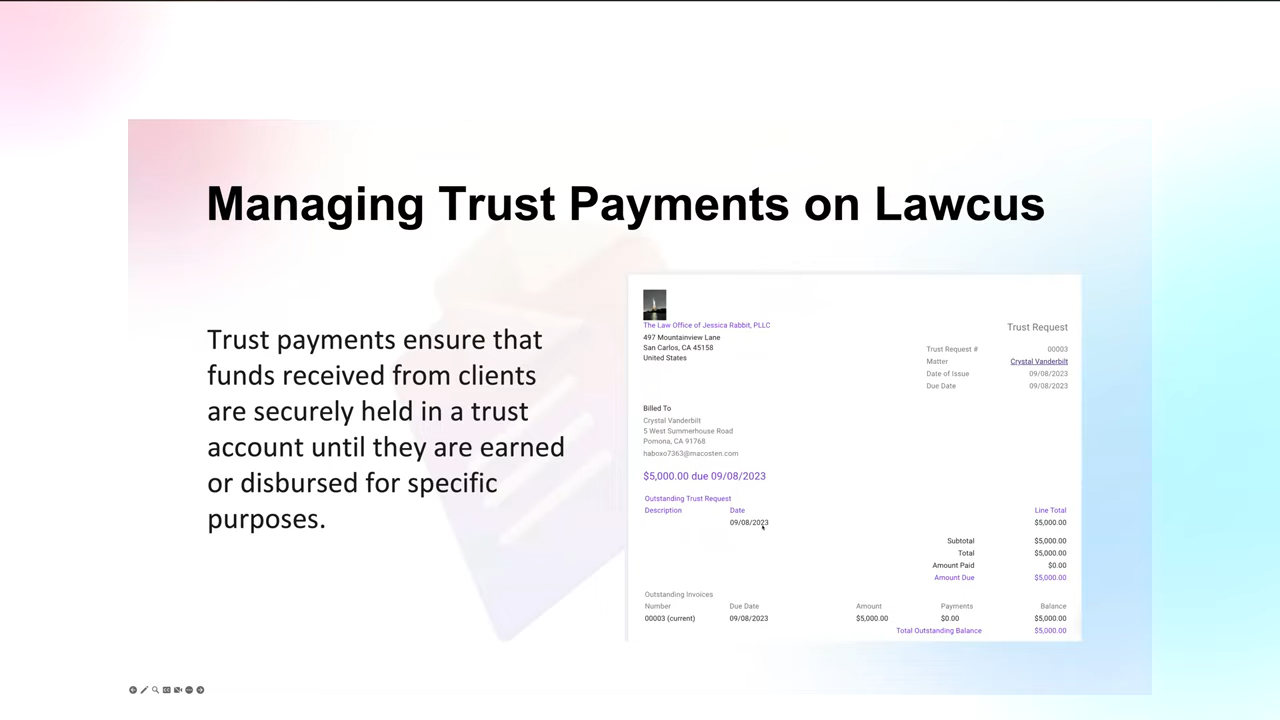 Managing Trust Payments on Lawcus
Trust payments ensure that
funds received from clients
are securely held in a trust
account until they are earned
or disbursed for specific
purposes.
The Law Office of Jessica Rabbit, PLLC
497 Mountainview Lane
San Carlos, CA 45158
United States
Trust Request
Trust Request # 00003
Matter Crystal Vanderbilt
Date of Issue 09/08/2023
Due Date 09/08/2023
Billed To
Crystal Vanderbilt
5 West Summerhouse Road
Pomona, CA 91768
haboxo7363@macosten.com
$5,000.00 due 09/08/2023
Outstanding Trust Request
Description Date Line Total
09/08/2023 $5,000.00
Subtotal $5,000.00
Total $5,000.00
Amount Paid $0.00
Amount Due $5,000.00
Outstanding Invoices
Number Due Date Amount Payments Balance
00003 (current) 09/08/2023 $5,000.00 $0.00 $5,000.00
Total Outstanding Balance $5,000.00